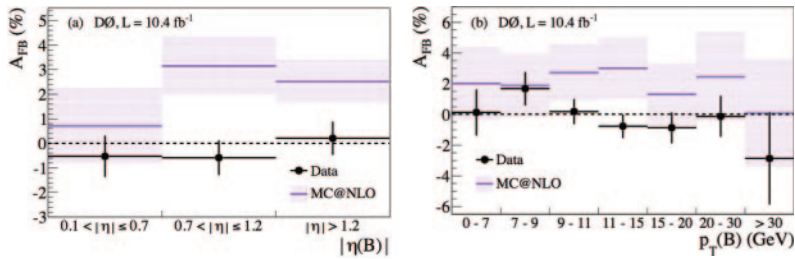 (a) DØ, L = 10.4 fb⁻¹
A_FB (%)
5
4
3
2
1
0
-1
-2
-3
Data
MC@NLO
0.1 < |η| ≤ 0.7 0.7 < |η| ≤ 1.2 |η| > 1.2
|η(B)|
(b) DØ, L = 10.4 fb⁻¹
A_FB (%)
6
4
2
0
-2
-4
-6
Data
MC@NLO
0 - 7 7 - 9 9 - 11 11 - 15 15 - 20 20 - 30 > 30
p_T(B) (GeV)